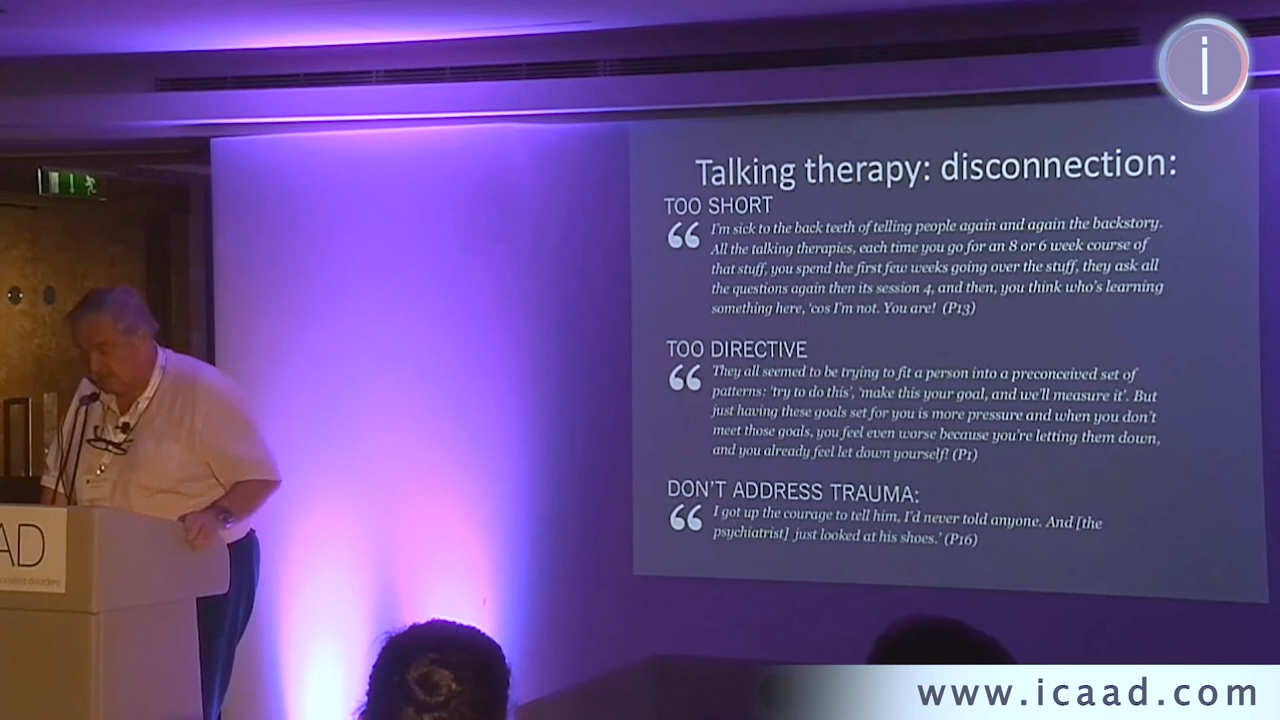 i
Talking therapy: disconnection:
TOO SHORT
“ I'm sick to the back teeth of telling people again and again the backstory.
All the talking therapies, each time you go for an 8 or 6 week course of
that stuff, you spend the first few weeks going over the stuff, they ask all
the questions again then its session 4, and then, you think who's learning
something here, 'cos I'm not. You are! (P13)
TOO DIRECTIVE
“ They all seemed to be trying to fit a person into a preconceived set of
patterns: 'try to do this', 'make this your goal, and we'll measure it'. But
just having these goals set for you is more pressure and when you don't
meet those goals, you feel even worse because you're letting them down,
and you already feel let down yourself! (P1)
DON'T ADDRESS TRAUMA:
“ I got up the courage to tell him, I'd never told anyone. And [the
psychiatrist] just looked at his shoes.' (P16)
AD
disorders
www.icaad.com